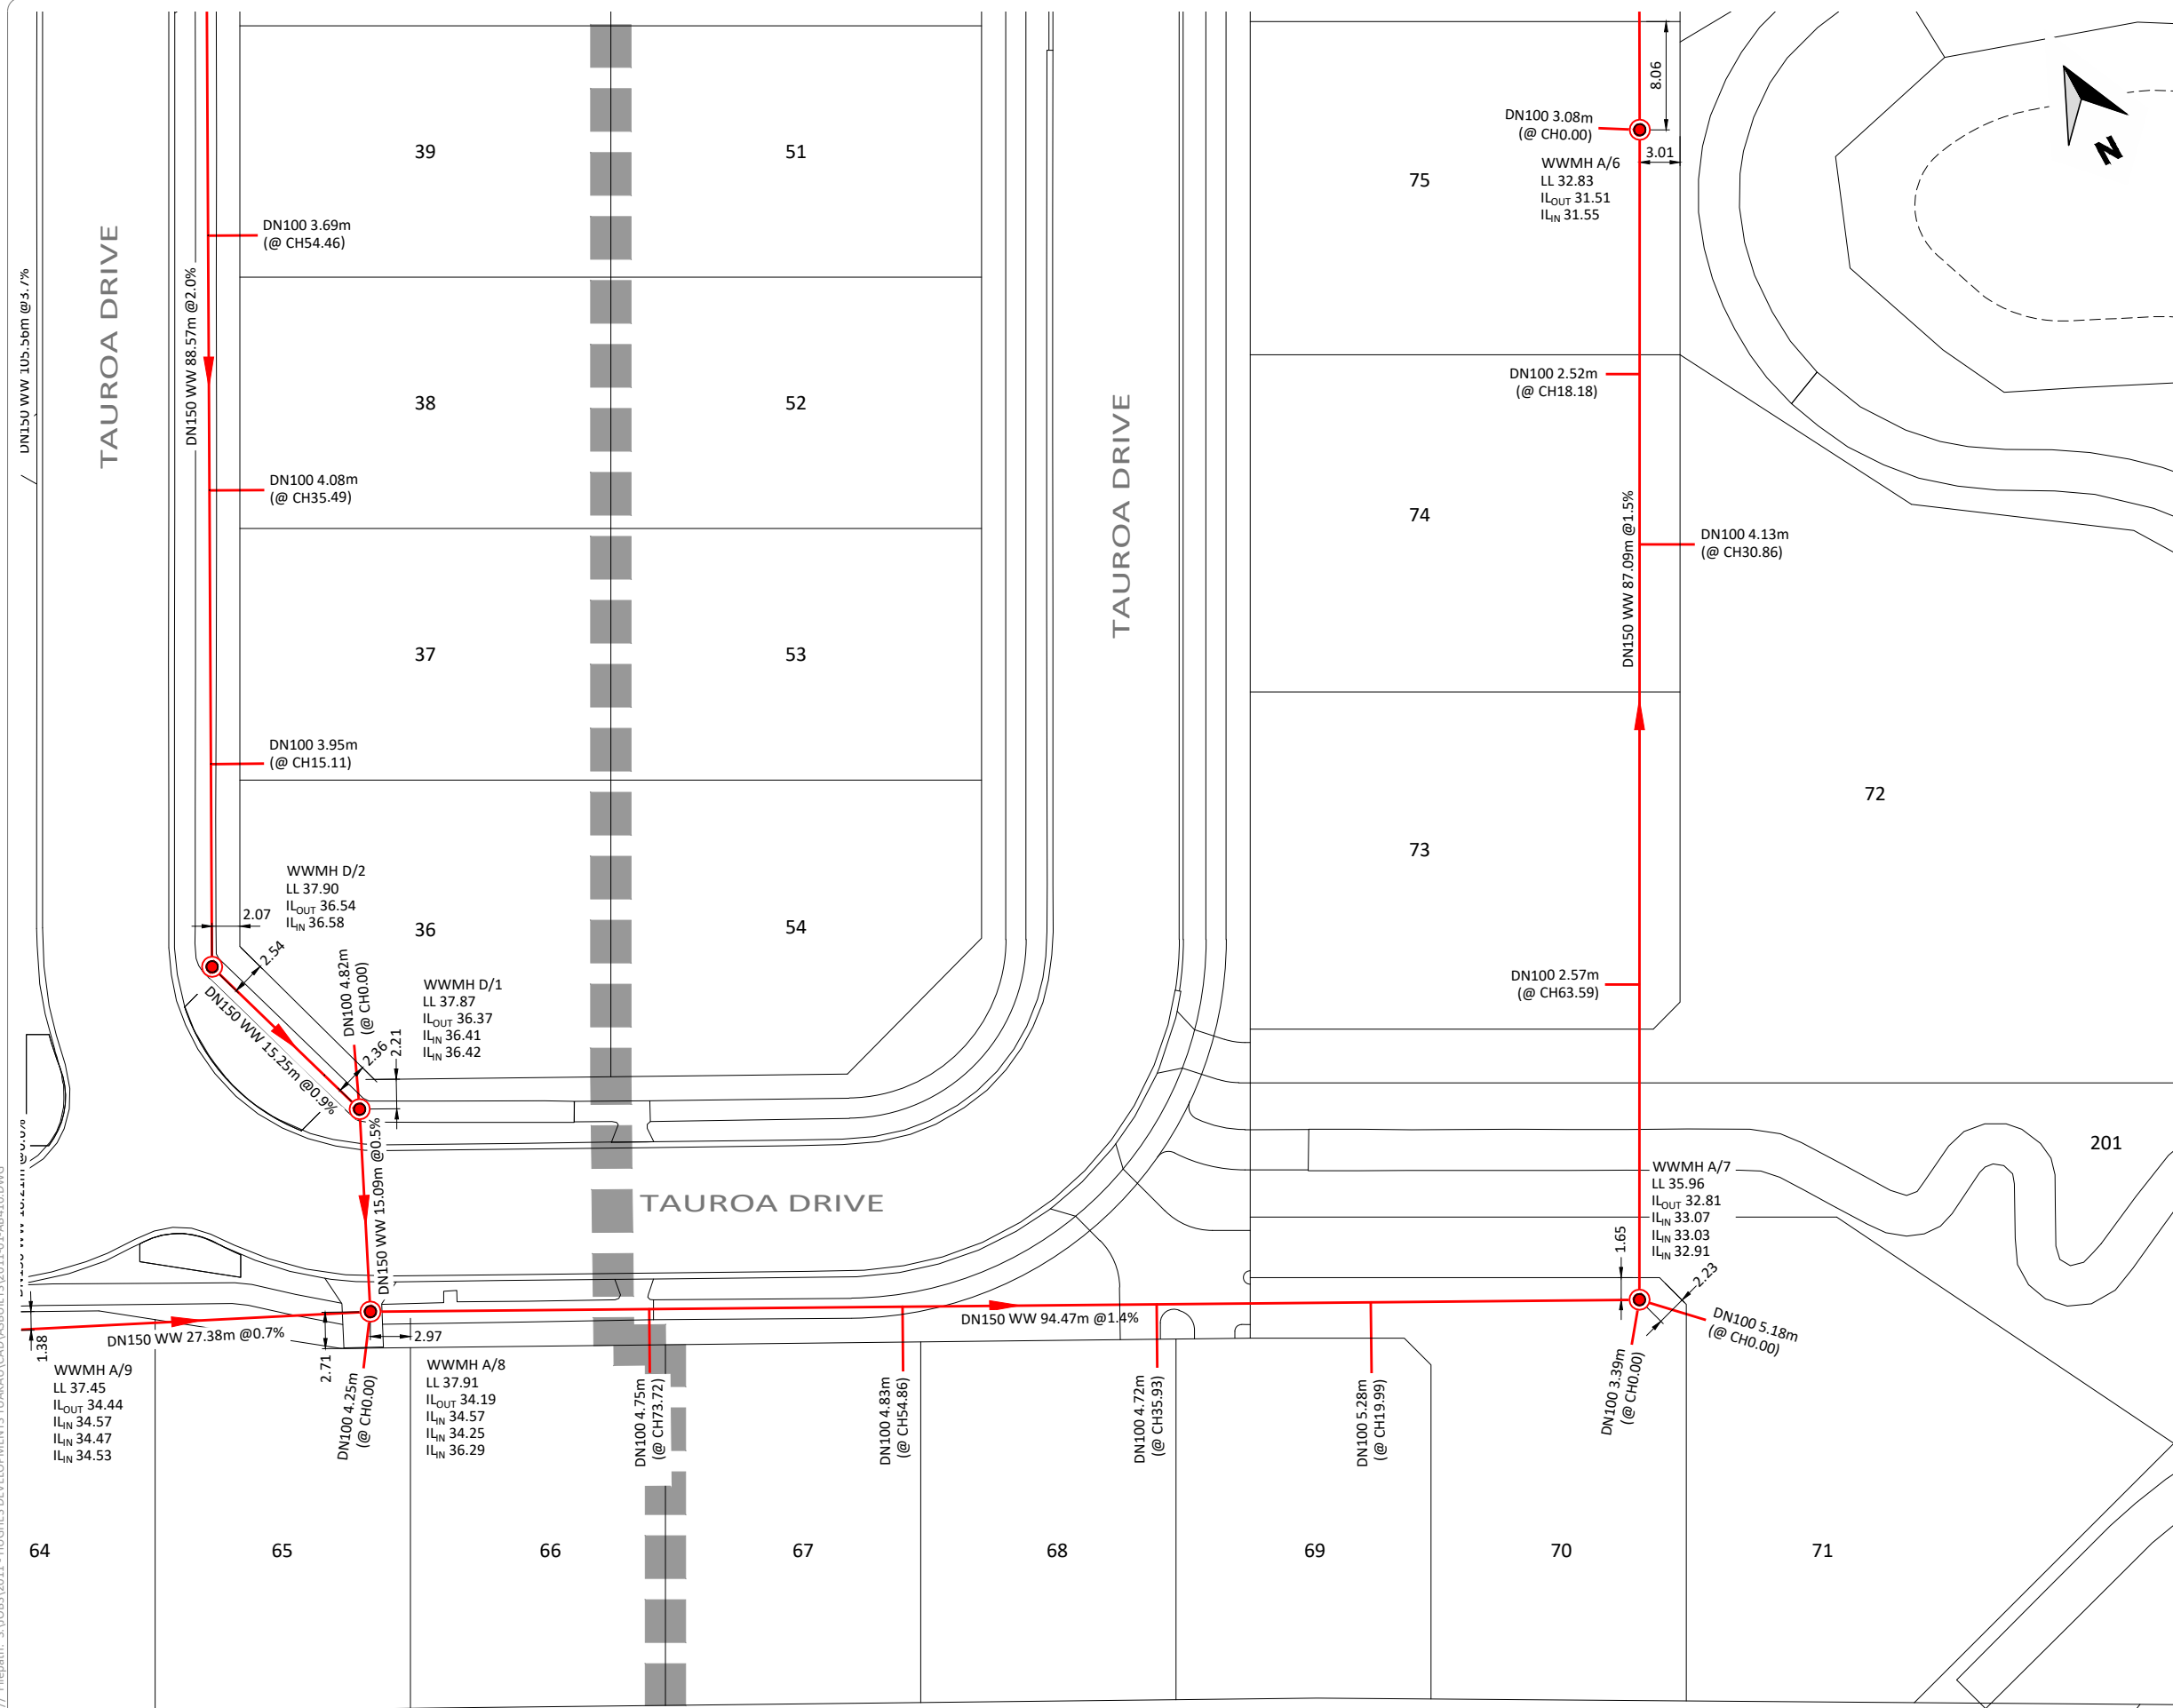 39
51
75
8.06
DN100 3.08m
(@ CH0.00)
3.01
WWMH A/6
LL 32.83
ILOUT 31.51
ILIN 31.55
N
TAUROA DRIVE
DN150 WW 105.56m @3.7%
DN150 WW 88.57m @2.0%
DN100 3.69m
(@ CH54.46)
38
52
TAUROA DRIVE
DN100 2.52m
(@ CH18.18)
DN100 4.08m
(@ CH35.49)
74
DN150 WW 87.09m @1.5%
DN100 4.13m
(@ CH30.86)
37
53
DN100 3.95m
(@ CH15.11)
72
73
WWMH D/2
LL 37.90
ILOUT 36.54
ILIN 36.58
2.07
36
54
2.54
DN100 4.82m
(@ CH0.00)
WWMH D/1
LL 37.87
ILOUT 36.37
ILIN 36.41
ILIN 36.42
2.21
2.36
DN150 WW 15.25m @0.9%
DN100 2.57m
(@ CH63.59)
201
DN150 WW 15.09m @0.5%
TAUROA DRIVE
WWMH A/7
LL 35.96
ILOUT 32.81
ILIN 33.07
ILIN 33.03
ILIN 32.91
1.65
2.23
DN100 5.18m
(@ CH0.00)
DN100 3.39m
(@ CH0.00)
DN150 WW 94.47m @1.4%
DN150 WW 27.38m @0.7%
1.38
2.71
2.97
WWMH A/9
LL 37.45
ILOUT 34.44
ILIN 34.57
ILIN 34.47
ILIN 34.53
DN100 4.25m
(@ CH0.00)
WWMH A/8
LL 37.91
ILOUT 34.19
ILIN 34.57
ILIN 34.25
ILIN 36.29
DN100 4.75m
(@ CH73.72)
DN100 4.83m
(@ CH54.86)
DN100 4.72m
(@ CH35.93)
DN100 5.28m
(@ CH19.99)
64
65
66
67
68
69
70
71